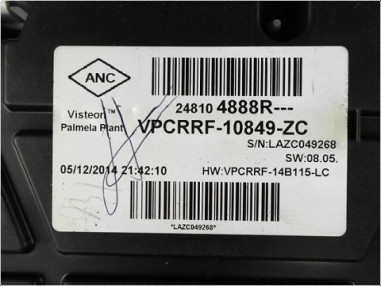 ANC
24810 4888R---
Visteon™
Palmela Plant
VPCRRF-10849-ZC
S/N:LAZC049268
SW:08.05.
05/12/2014 21:42:10
HW:VPCRRF-14B115-LC
*LAZC049268*